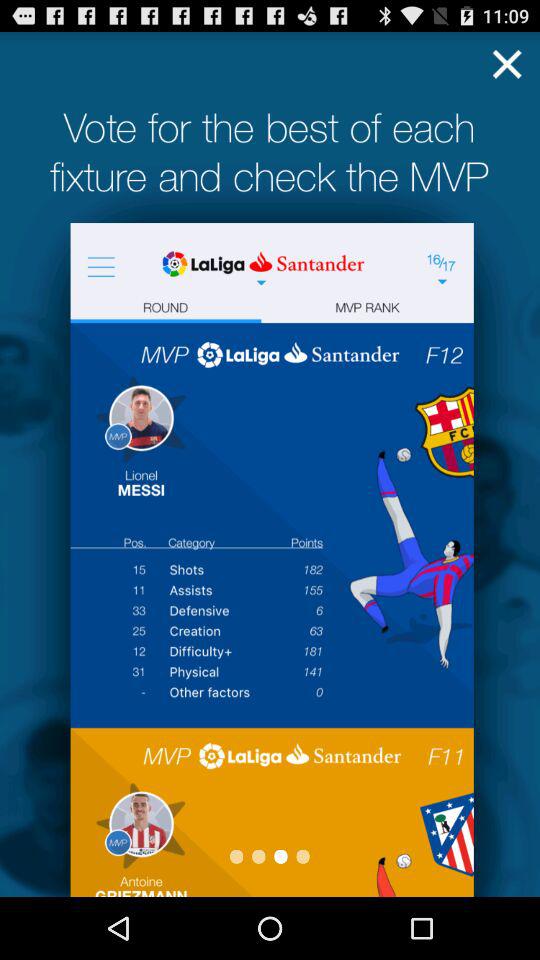 11:09
Vote for the best of each
fixture and check the MVP
LaLiga Santander
16/17
ROUND MVP RANK
MVP LaLiga Santander F12
FC
MVP
Lionel
MESSI
Pos. Category Points
15 Shots 182
11 Assists 155
33 Defensive 6
25 Creation 63
12 Difficulty+ 181
31 Physical 141
- Other factors 0
MVP LaLiga Santander F11
MVP
Antoine
GRIEZMANN